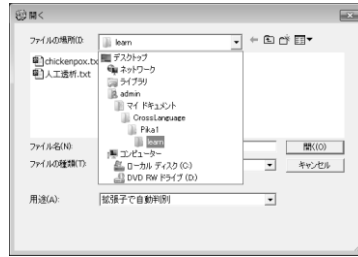 開く
ファイルの場所(I): learn
chickenpox.tx
人工透析.txt
デスクトップ
ネットワーク
ライブラリ
admin
マイ ドキュメント
CrossLanguage
Pika1
learn
コンピューター
ローカル ディスク (C:)
DVD RW ドライブ (D:)
ファイル名(N): 開く(O)
ファイルの種類(T): キャンセル
用途(A): 拡張子で自動判別